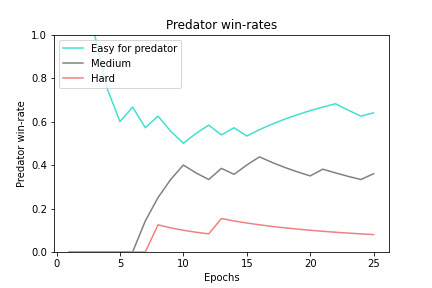 Predator win-rates
Easy for predator
Medium
Hard
1.0
0.8
0.6
0.4
0.2
0.0
Predator win-rate
0 5 10 15 20 25
Epochs